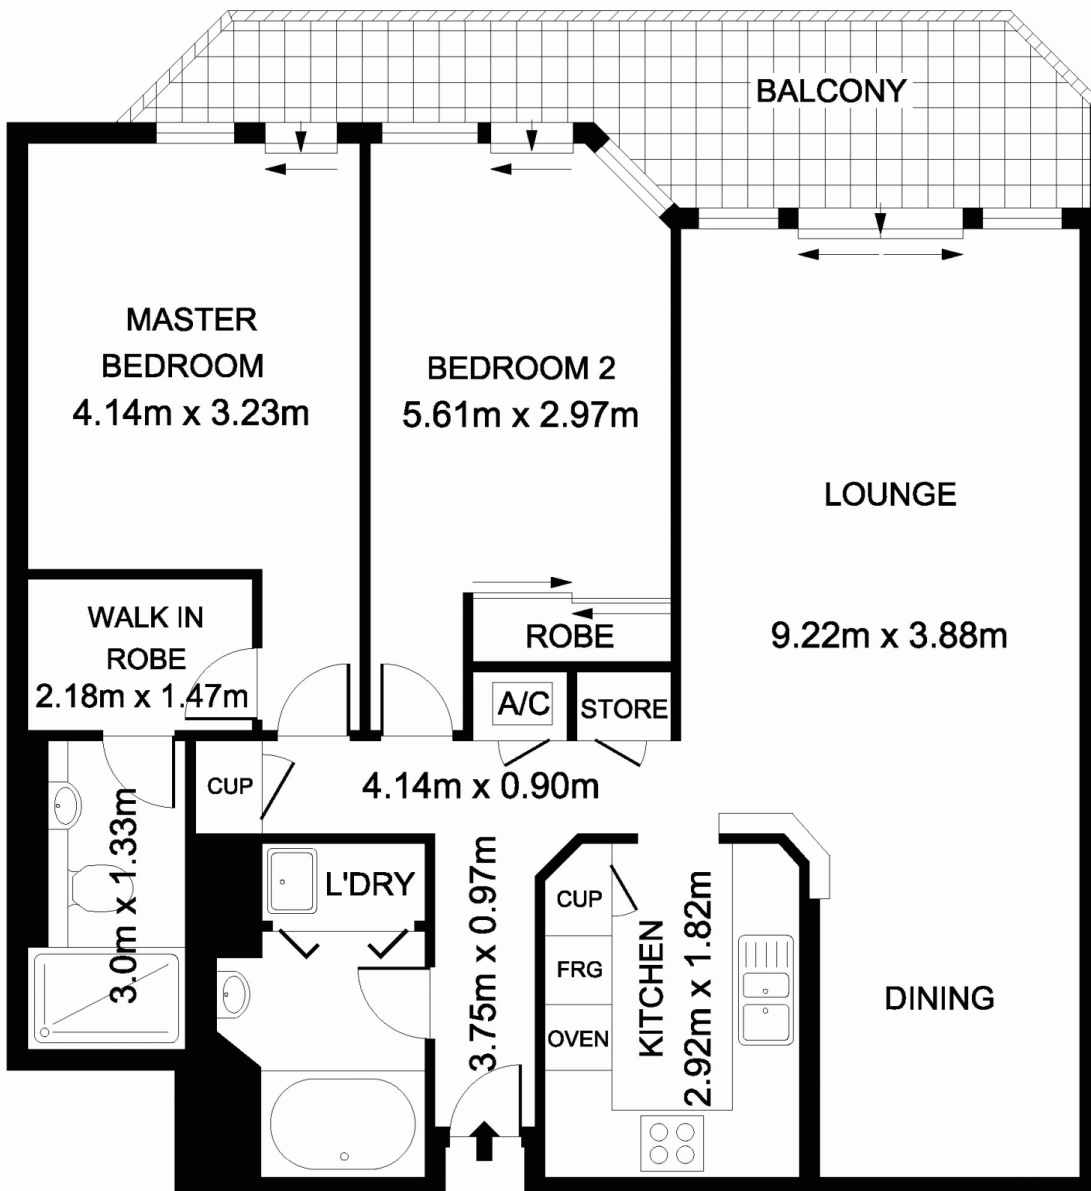 BALCONY
MASTER
BEDROOM
4.14m x 3.23m
BEDROOM 2
5.61m x 2.97m
LOUNGE
9.22m x 3.88m
WALK IN
ROBE
2.18m x 1.47m
ROBE
A/C
STORE
CUP
4.14m x 0.90m
3.0m x 1.33m
L'DRY
3.75m x 0.97m
CUP
FRG
OVEN
KITCHEN
2.92m x 1.82m
DINING